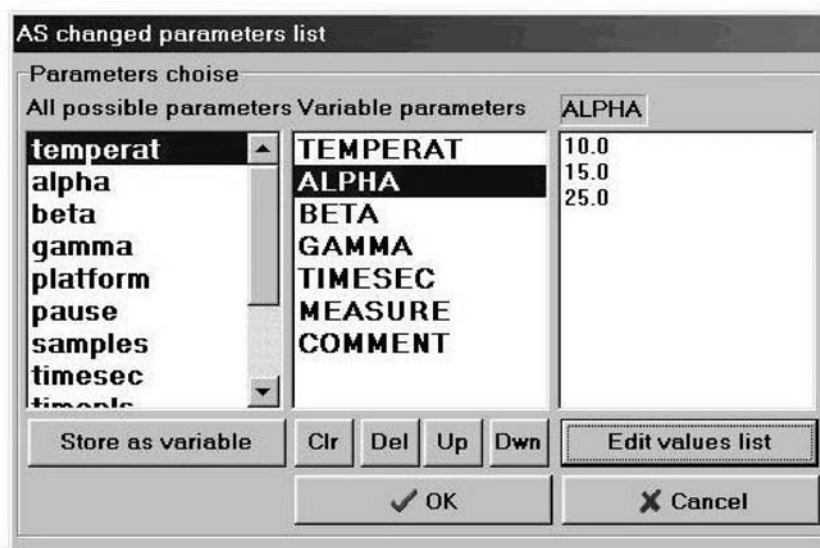 AS changed parameters list
Parameters choise
All possible parameters
temperat
alpha
beta
gamma
platform
pause
samples
timesec
Variable parameters
TEMPERAT
ALPHA
BETA
GAMMA
TIMESEC
MEASURE
COMMENT
ALPHA
10.0
15.0
25.0
Store as variable
Clr
Del
Up
Dwn
Edit values list
OK
Cancel